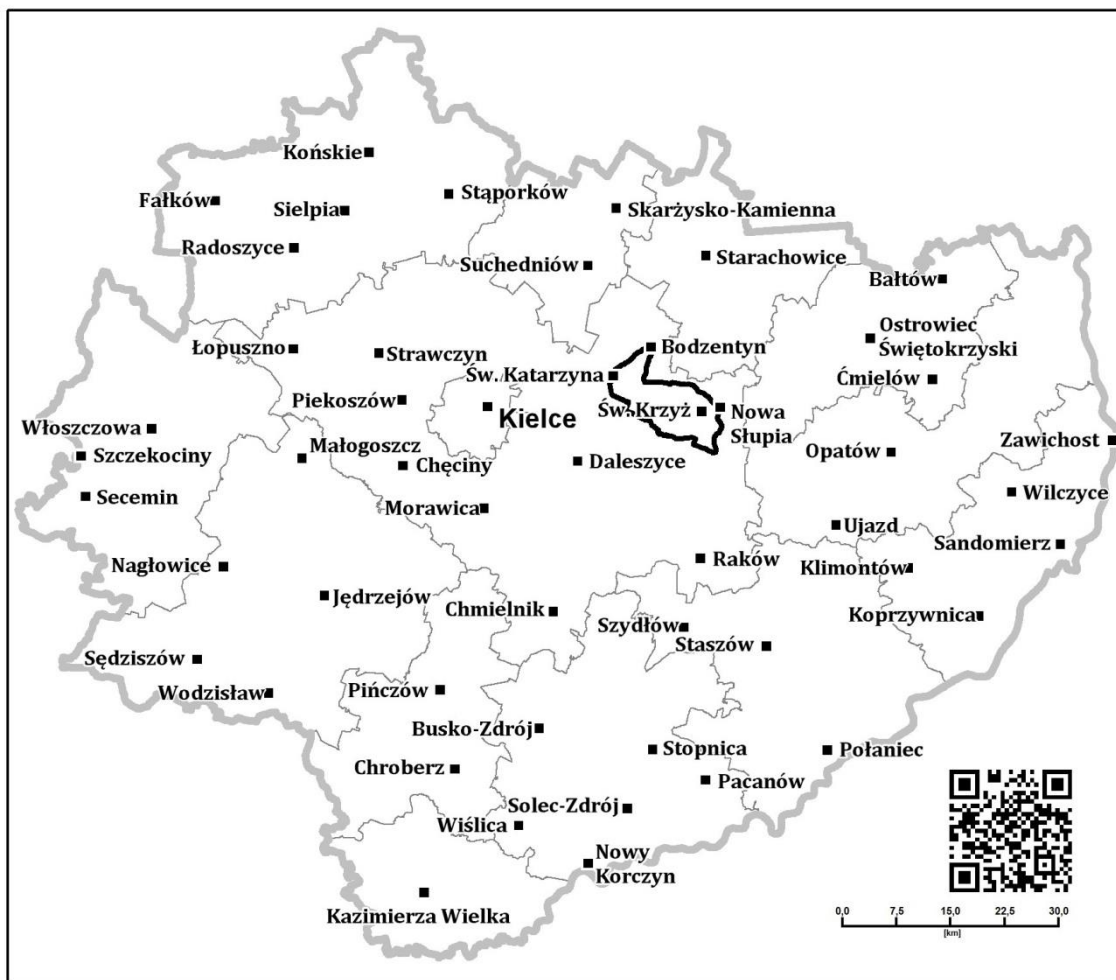 Końskie
Stąporków
Fałków
Sielpia
Skarżysko-Kamienna
Radoszyce
Starachowice
Suchedniów
Bałtów
Ostrowiec
Świętokrzyski
Łopuszno
Strawczyn
Bodzentyn
Św. Katarzyna
Ćmielów
Piekoszów
Kielce
Św. Krzyż
Nowa
Słupia
Włoszczowa
Małogoszcz
Zawichost
Szczekociny
Chęciny
Daleszyce
Opatów
Secemin
Wilczyce
Morawica
Ujazd
Sandomierz
Nagłowice
Raków
Klimontów
Jędrzejów
Chmielnik
Koprzywnica
Szydłów
Staszów
Sędziszów
Wodzisław
Pińczów
Busko-Zdrój
Stopnica
Połaniec
Chroberz
Pacanów
Solec-Zdrój
Wiślica
Nowy
Korczyn
Kazimierza Wielka
0,0 7,5 15,0 22,5 30,0
[km]